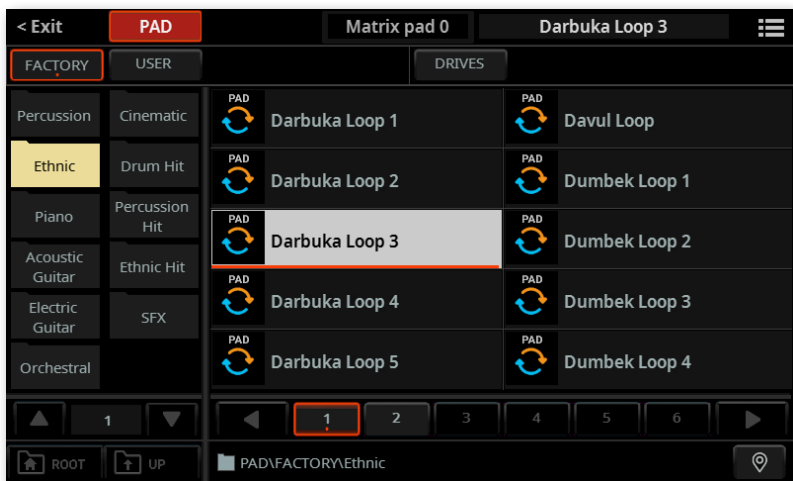 < Exit PAD Matrix pad 0 Darbuka Loop 3
FACTORY USER DRIVES
Percussion Cinematic
Ethnic Drum Hit
Piano Percussion Hit
Acoustic Guitar Ethnic Hit
Electric Guitar SFX
Orchestral
PAD Darbuka Loop 1 PAD Davul Loop
PAD Darbuka Loop 2 PAD Dumbek Loop 1
PAD Darbuka Loop 3 PAD Dumbek Loop 2
PAD Darbuka Loop 4 PAD Dumbek Loop 3
PAD Darbuka Loop 5 PAD Dumbek Loop 4
1 1 2 3 4 5 6
ROOT UP PAD\FACTORY\Ethnic